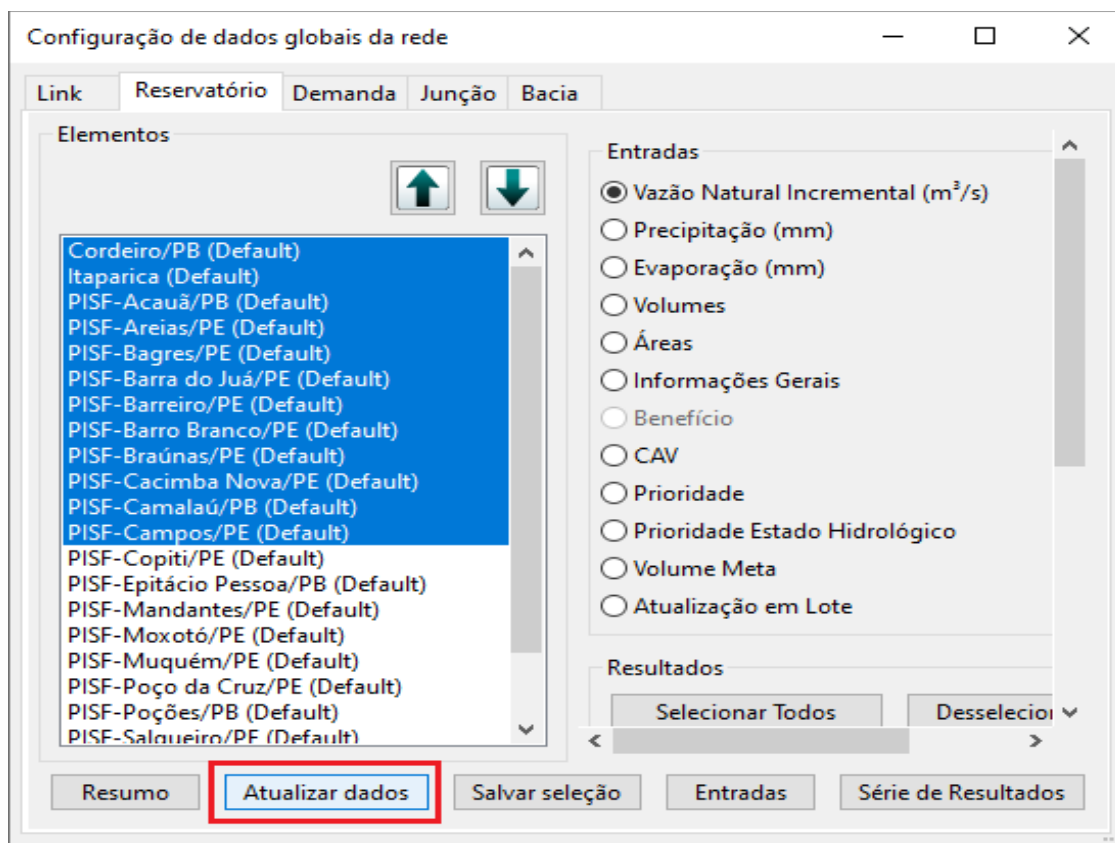 Configuração de dados globais da rede
Link Reservatório Demanda Junção Bacia
Elementos
Cordeiro/PB (Default)
Itaparica (Default)
PISF-Acauã/PB (Default)
PISF-Areias/PE (Default)
PISF-Bagres/PE (Default)
PISF-Barra do Juá/PE (Default)
PISF-Barreiro/PE (Default)
PISF-Barro Branco/PE (Default)
PISF-Braúnas/PE (Default)
PISF-Cacimba Nova/PE (Default)
PISF-Camalaú/PB (Default)
PISF-Campos/PE (Default)
PISF-Copiti/PE (Default)
PISF-Epitácio Pessoa/PB (Default)
PISF-Mandantes/PE (Default)
PISF-Moxotó/PE (Default)
PISF-Muquém/PE (Default)
PISF-Poço da Cruz/PE (Default)
PISF-Poções/PB (Default)
PISF-Salgueiro/PE (Default)
Entradas
Vazão Natural Incremental (m³/s)
Precipitação (mm)
Evaporação (mm)
Volumes
Áreas
Informações Gerais
Benefício
CAV
Prioridade
Prioridade Estado Hidrológico
Volume Meta
Atualização em Lote
Resultados
Selecionar Todos Desselecio
Resumo Atualizar dados Salvar seleção Entradas Série de Resultados